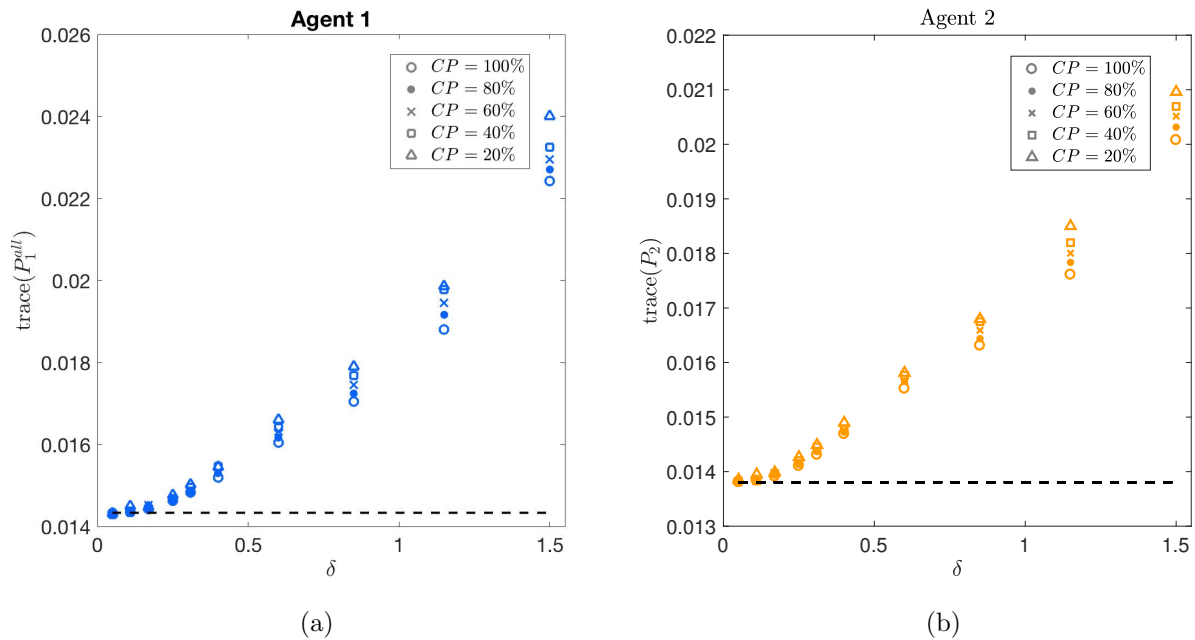 Agent 1
0.026
0.024
0.022
0.02
0.018
0.016
0.014
trace(P_1^{all})
CP = 100%
CP = 80%
CP = 60%
CP = 40%
CP = 20%
0
0.5
1
1.5
δ
(a)
Agent 2
0.022
0.021
0.02
0.019
0.018
0.017
0.016
0.015
0.014
0.013
trace(P_2)
CP = 100%
CP = 80%
CP = 60%
CP = 40%
CP = 20%
0
0.5
1
1.5
δ
(b)